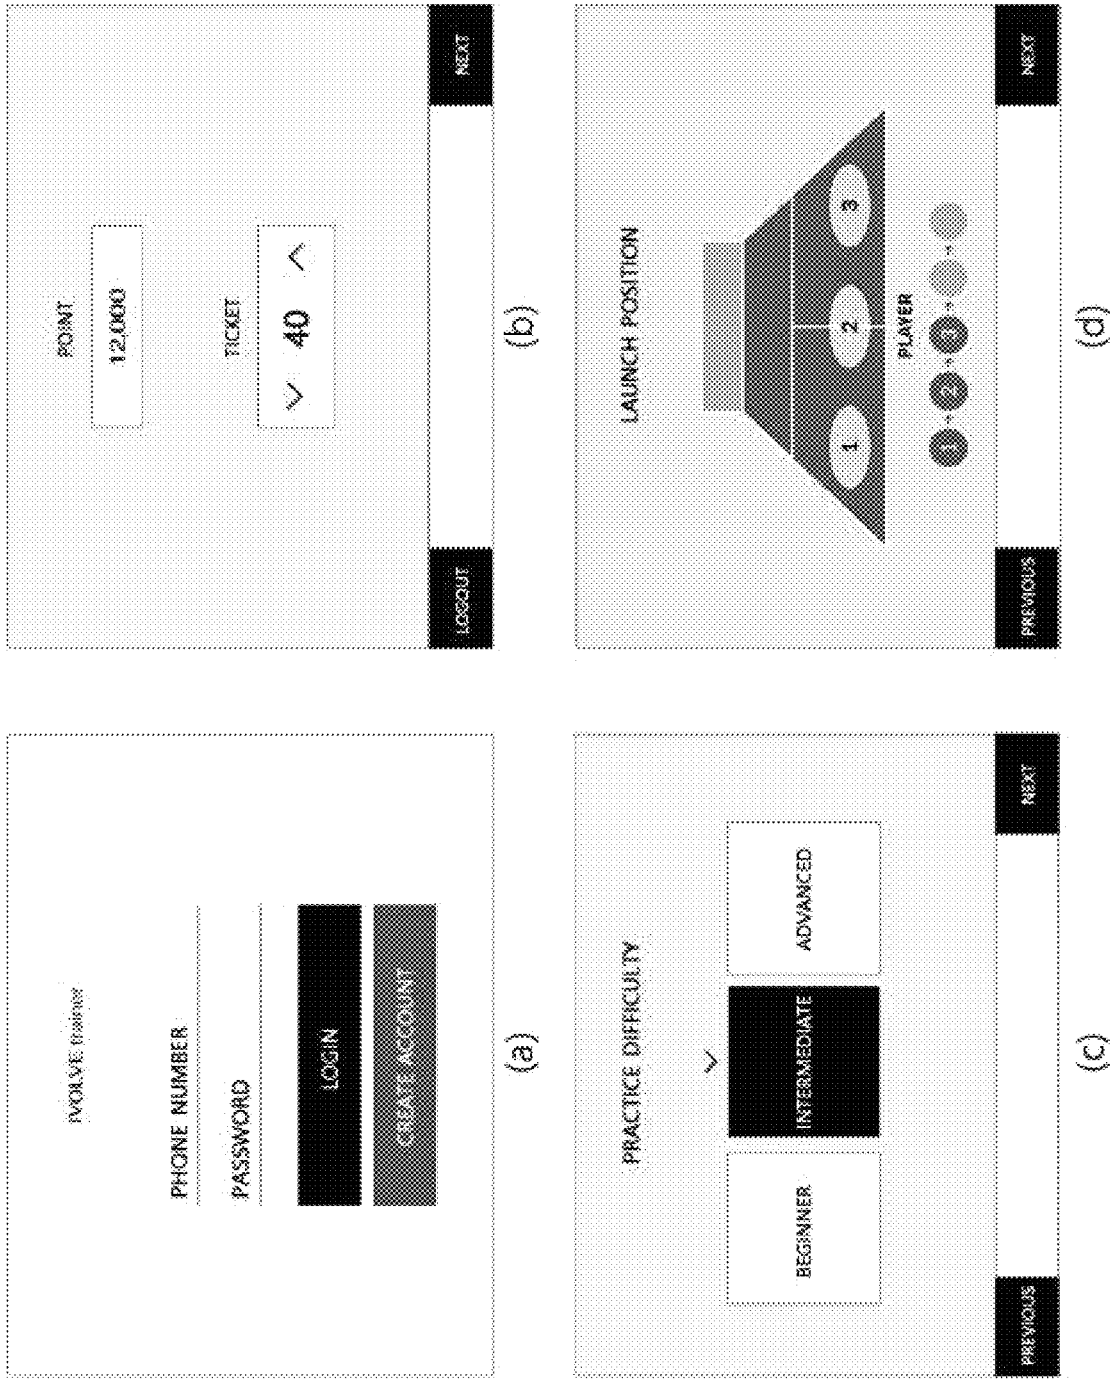 IVOLVE trainer
PHONE NUMBER
PASSWORD
LOGIN
CREATE ACCOUNT
(a)
POINT
12,000
TICKET
40
LOGOUT NEXT
(b)
PRACTICE DIFFICULTY
BEGINNER INTERMEDIATE ADVANCED
PREVIOUS NEXT
(c)
LAUNCH POSITION
1 2 3
PLAYER
2
PREVIOUS NEXT
(d)